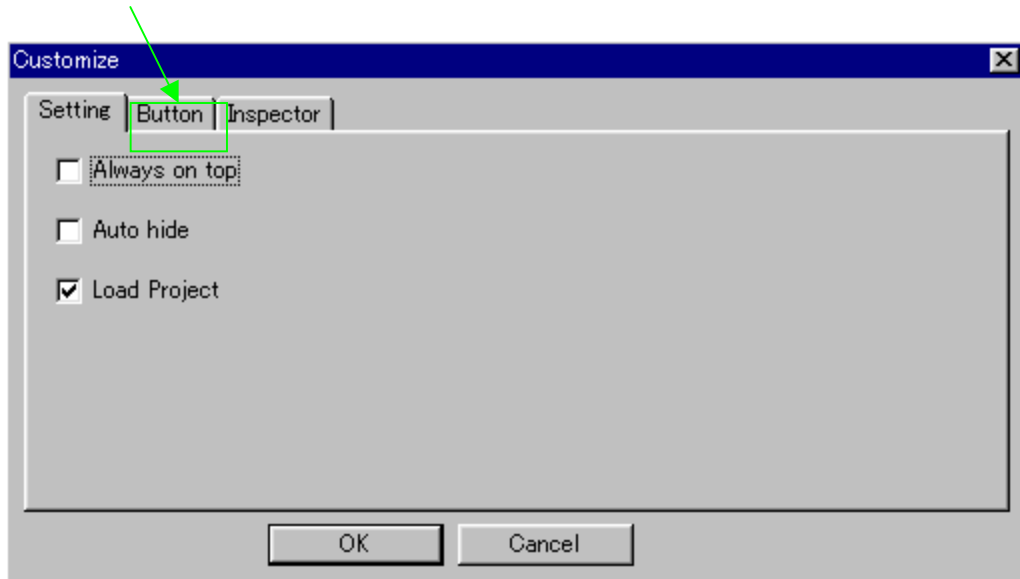 Customize
Setting Button Inspector
Always on top
Auto hide
Load Project
OK Cancel